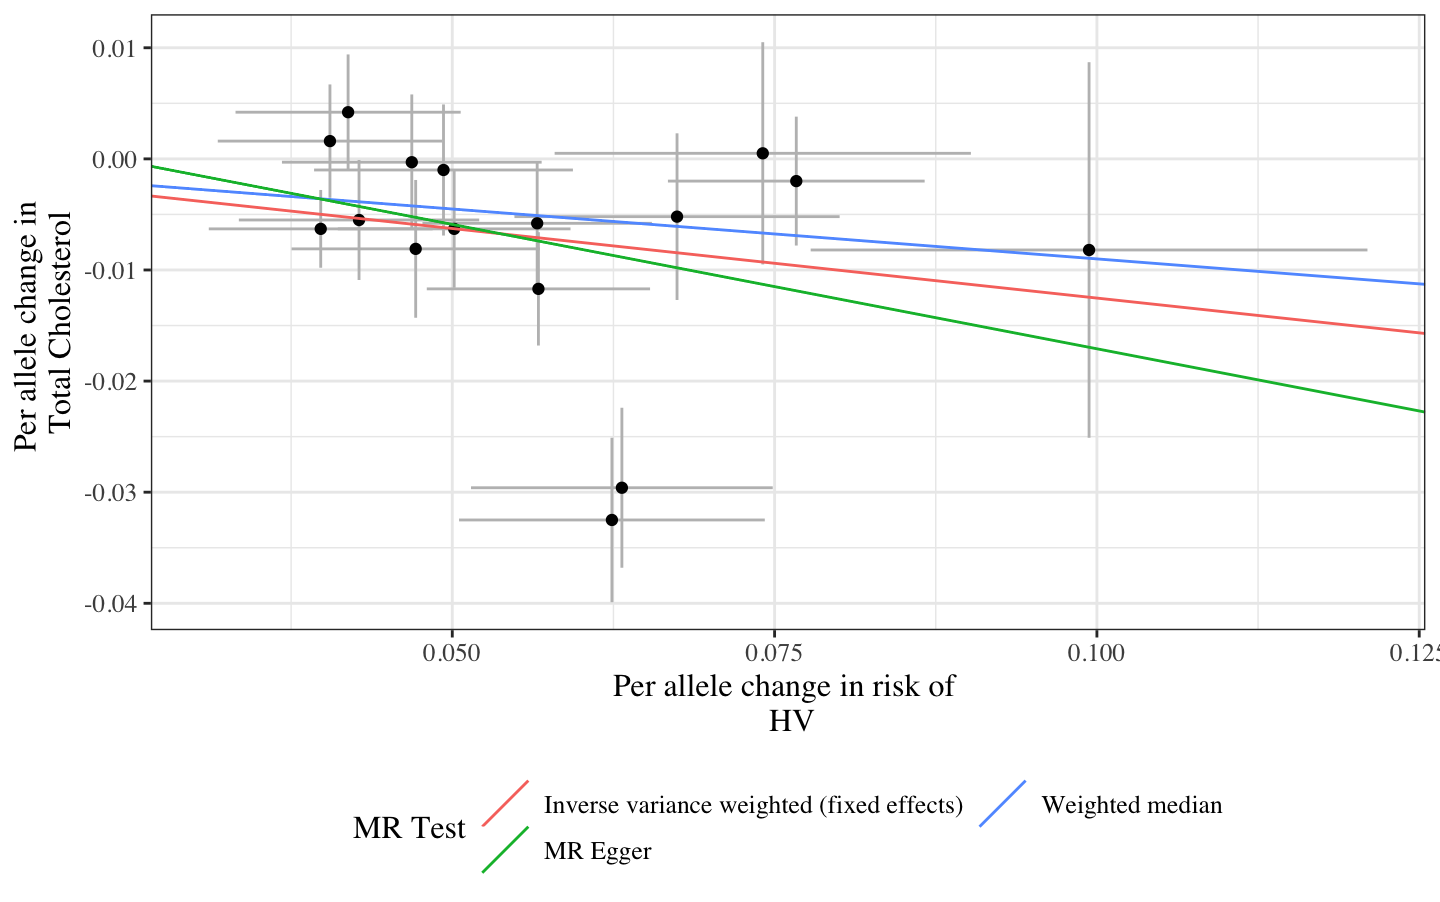 Per allele change in
Total Cholesterol
0.01
0.00
-0.01
-0.02
-0.03
-0.04
0.050
0.075
0.100
0.125
Per allele change in risk of
HV
MR Test
Inverse variance weighted (fixed effects)
Weighted median
MR Egger